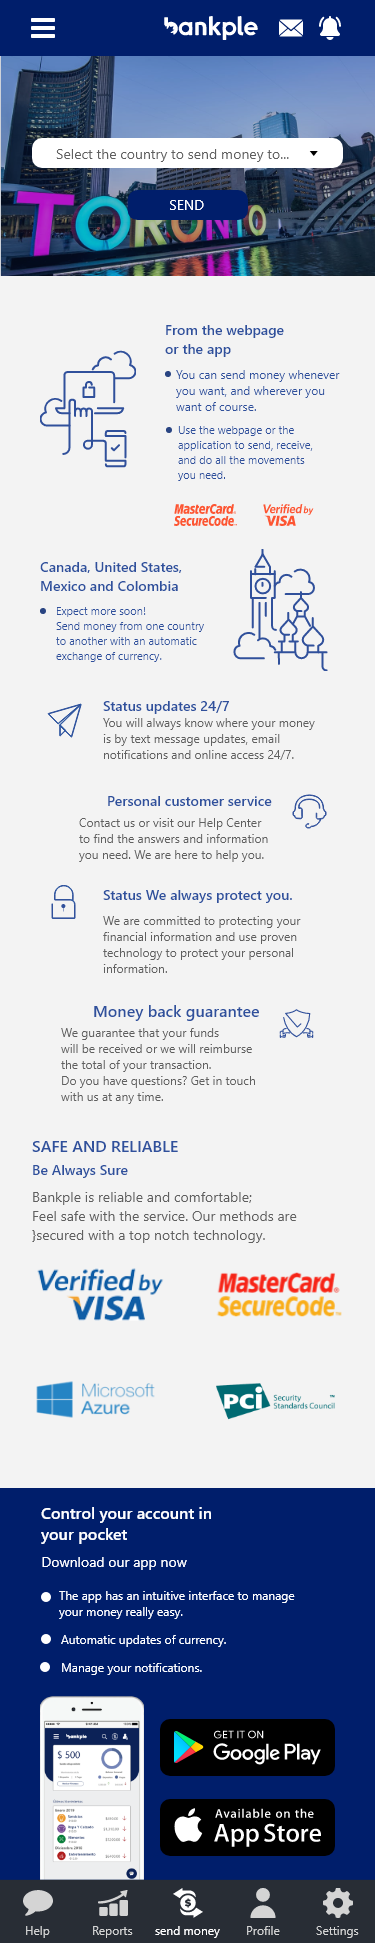 bankple
Select the country to send money to...
SEND
TORONTO
From the webpage
or the app
You can send money whenever
you want, and wherever you
want of course.
Use the webpage or the
application to send, receive,
and do all the movements
you need.
MasterCard.
SecureCode.
Verified by
VISA
Canada, United States,
Mexico and Colombia
Expect more soon!
Send money from one country
to another with an automatic
exchange of currency.
Status updates 24/7
You will always know where your money
is by text message updates, email
notifications and online access 24/7.
Personal customer service
Contact us or visit our Help Center
to find the answers and information
you need. We are here to help you.
Status We always protect you.
We are committed to protecting your
financial information and use proven
technology to protect your personal
information.
Money back guarantee
We guarantee that your funds
will be received or we will reimburse
the total of your transaction.
Do you have questions? Get in touch
with us at any time.
SAFE AND RELIABLE
Be Always Sure
Bankple is reliable and comfortable;
Feel safe with the service. Our methods are
}secured with a top notch technology.
Verified by
VISA
MasterCard®
SecureCode™
Microsoft
Azure
PCI Security
Standards Council ™
Control your account in
your pocket
Download our app now
The app has an intuitive interface to manage
your money really easy.
Automatic updates of currency.
Manage your notifications.
bankple
$ 500
GET IT ON
Google Play
Available on the
App Store
Help
Reports
send money
Profile
Settings